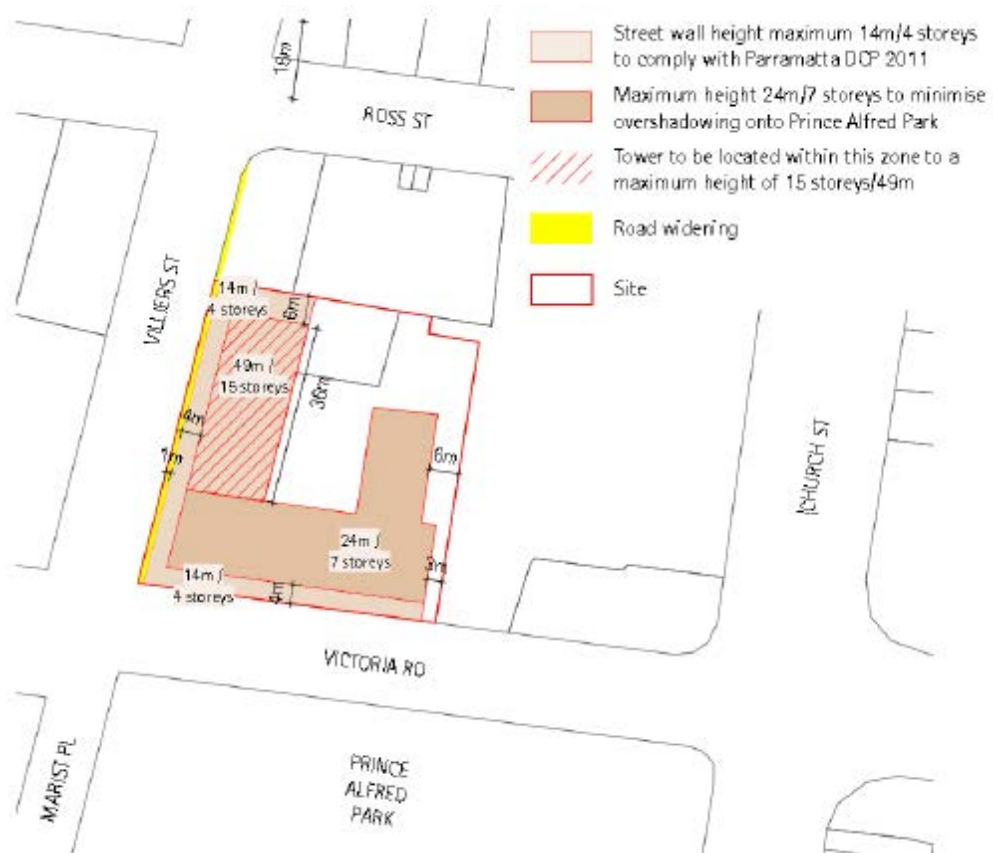 Street wall height maximum 14m/4 storeys
to comply with Parramatta DCP 2011
Maximum height 24m/7 storeys to minimise
overshadowing onto Prince Alfred Park
Tower to be located within this zone to a
maximum height of 15 storeys/49m
Road widening
Site
18m
ROSS ST
VILLIERS ST
14m /
4 storeys
6m
49m /
15 storeys
36m
4m
1m
6m
24m /
7 storeys
3m
14m /
4 storeys
4m
CHURCH ST
VICTORIA RD
MARIST PL
PRINCE
ALFRED
PARK